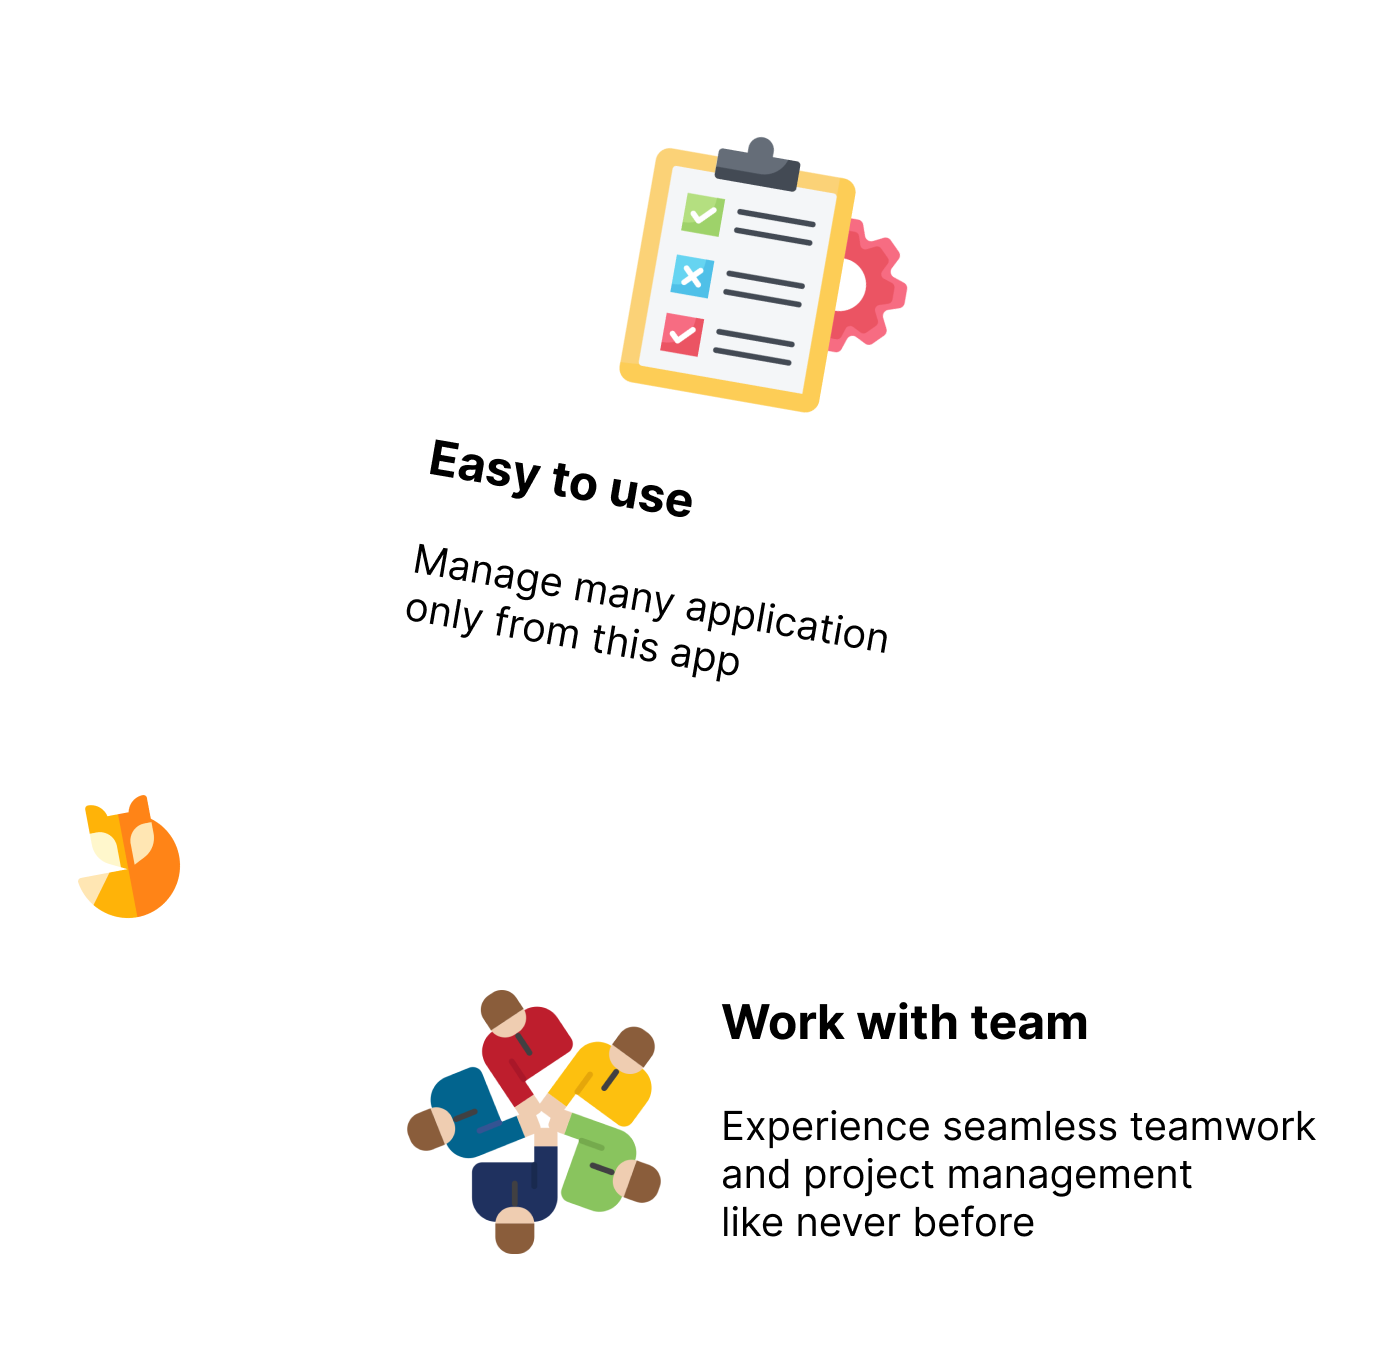 Easy to use
Manage many application
only from this app
Work with team
Experience seamless teamwork
and project management
like never before